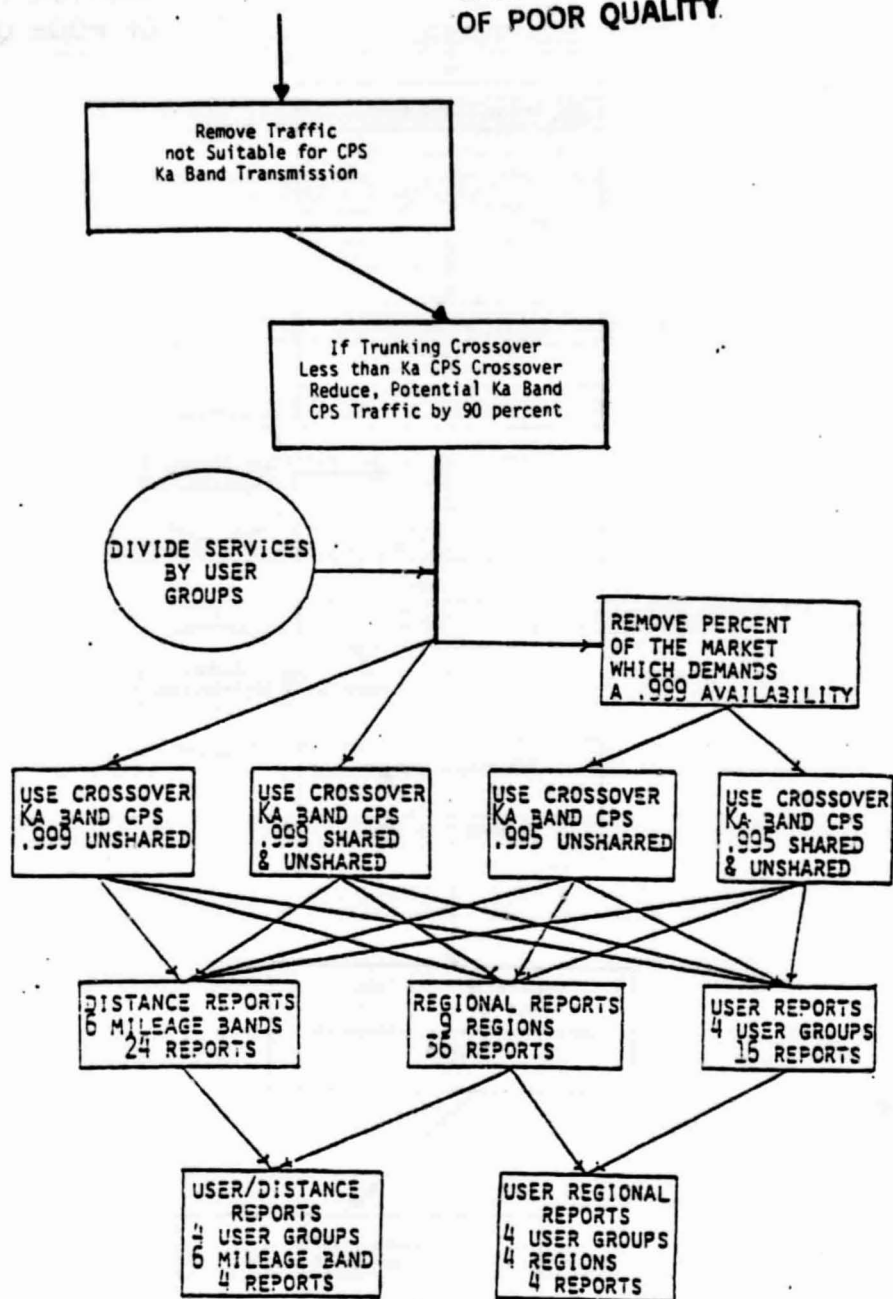 OF POOR QUALITY
Remove Traffic
not Suitable for CPS
Ka Band Transmission
If Trunking Crossover
Less than Ka CPS Crossover
Reduce, Potential Ka Band
CPS Traffic by 90 percent
DIVIDE SERVICES
BY USER
GROUPS
REMOVE PERCENT
OF THE MARKET
WHICH DEMANDS
A .999 AVAILABILITY
USE CROSSOVER
KA BAND CPS
.999 UNSHARED
USE CROSSOVER
KA BAND CPS
.999 SHARED
& UNSHARED
USE CROSSOVER
KA BAND CPS
.995 UNSHARRED
USE CROSSOVER
KA BAND CPS
.995 SHARED
& UNSHARED
DISTANCE REPORTS
6 MILEAGE BANDS
24 REPORTS
REGIONAL REPORTS
9 REGIONS
36 REPORTS
USER REPORTS
4 USER GROUPS
16 REPORTS
USER/DISTANCE
REPORTS
4 USER GROUPS
6 MILEAGE BAND
4 REPORTS
USER REGIONAL
REPORTS
4 USER GROUPS
4 REGIONS
4 REPORTS